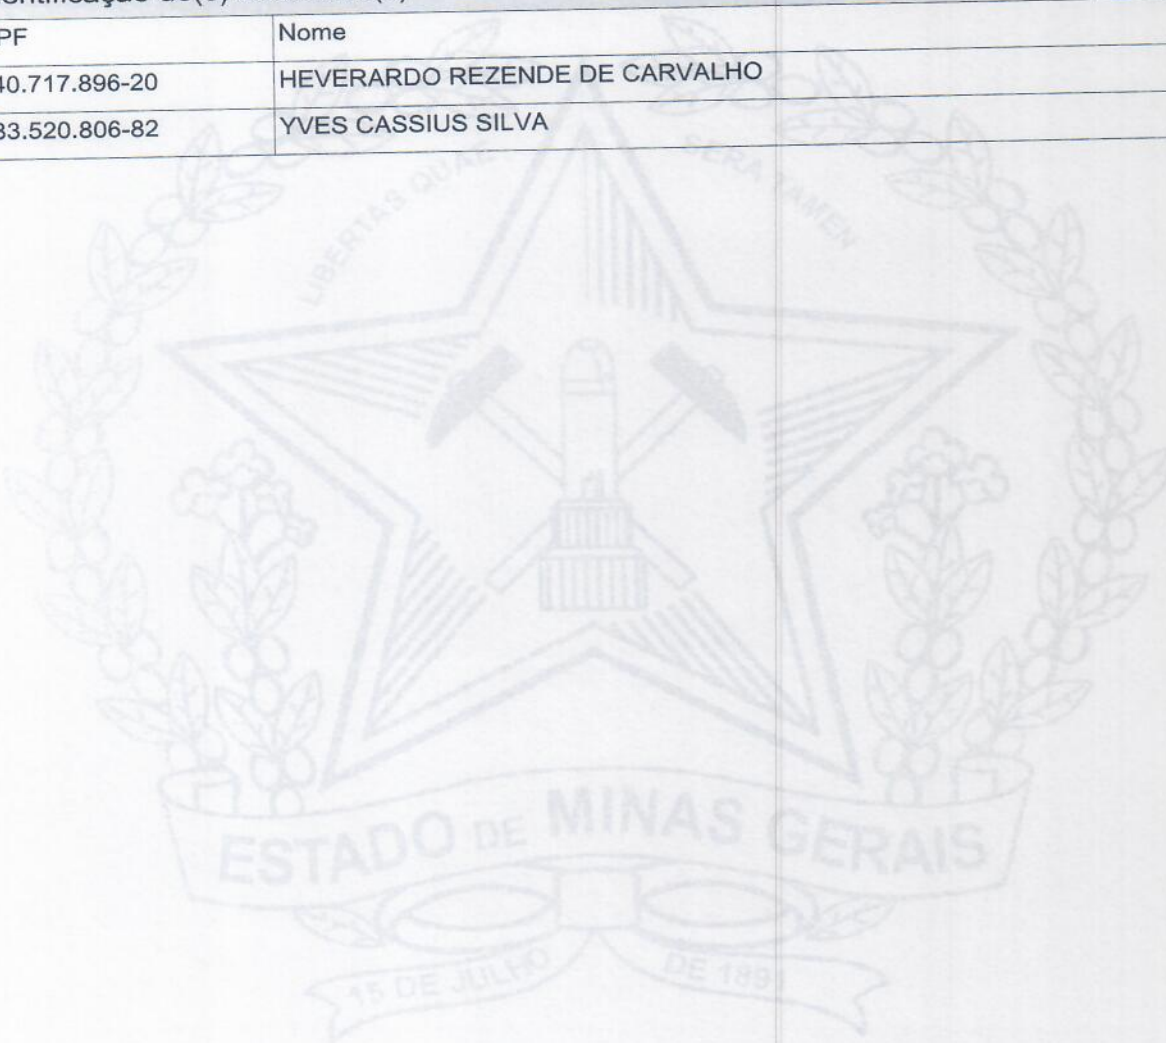 PF Nome
40.717.896-20 HEVERARDO REZENDE DE CARVALHO
33.520.806-82 YVES CASSIUS SILVA
LIBERTAS QUAE SERA TAMEN
ESTADO DE MINAS GERAIS
15 DE JULHO DE 1891